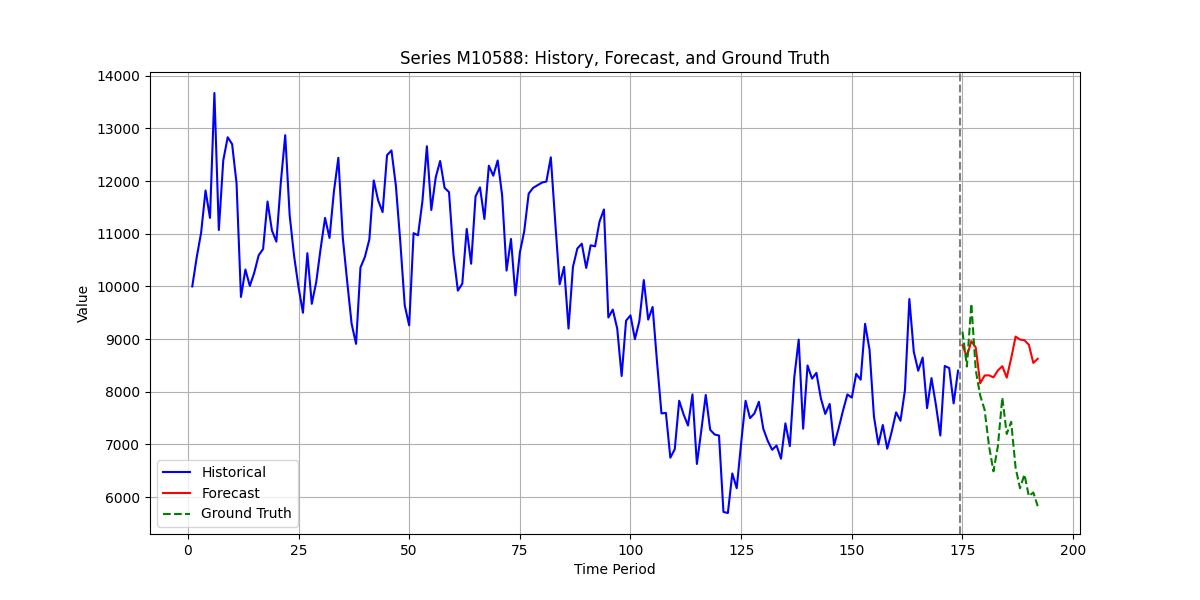 Series M10588: History, Forecast, and Ground Truth
14000
13000
12000
11000
10000
9000
8000
7000
6000
Value
Historical
Forecast
Ground Truth
0 25 50 75 100 125 150 175 200
Time Period